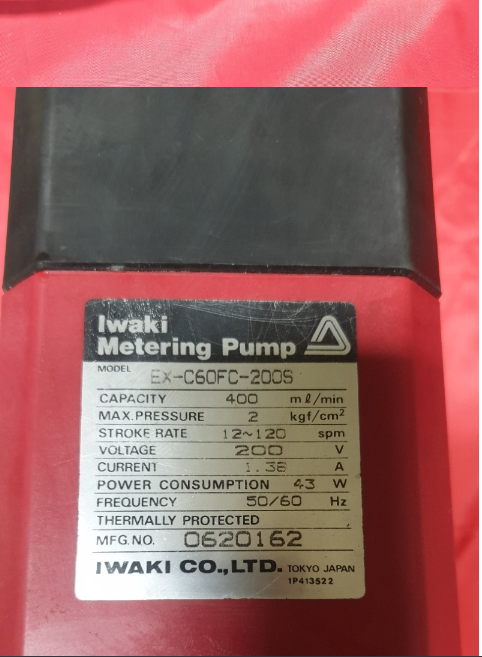 Iwaki
Metering Pump
MODEL EX-C60FC-200S
CAPACITY 400 mℓ/min
MAX.PRESSURE 2 kgf/cm²
STROKE RATE 12~120 spm
VOLTAGE 200 V
CURRENT 1.38 A
POWER CONSUMPTION 43 W
FREQUENCY 50/60 Hz
THERMALLY PROTECTED
MFG.NO. 0620162
IWAKI CO.,LTD. TOKYO JAPAN
1P413522